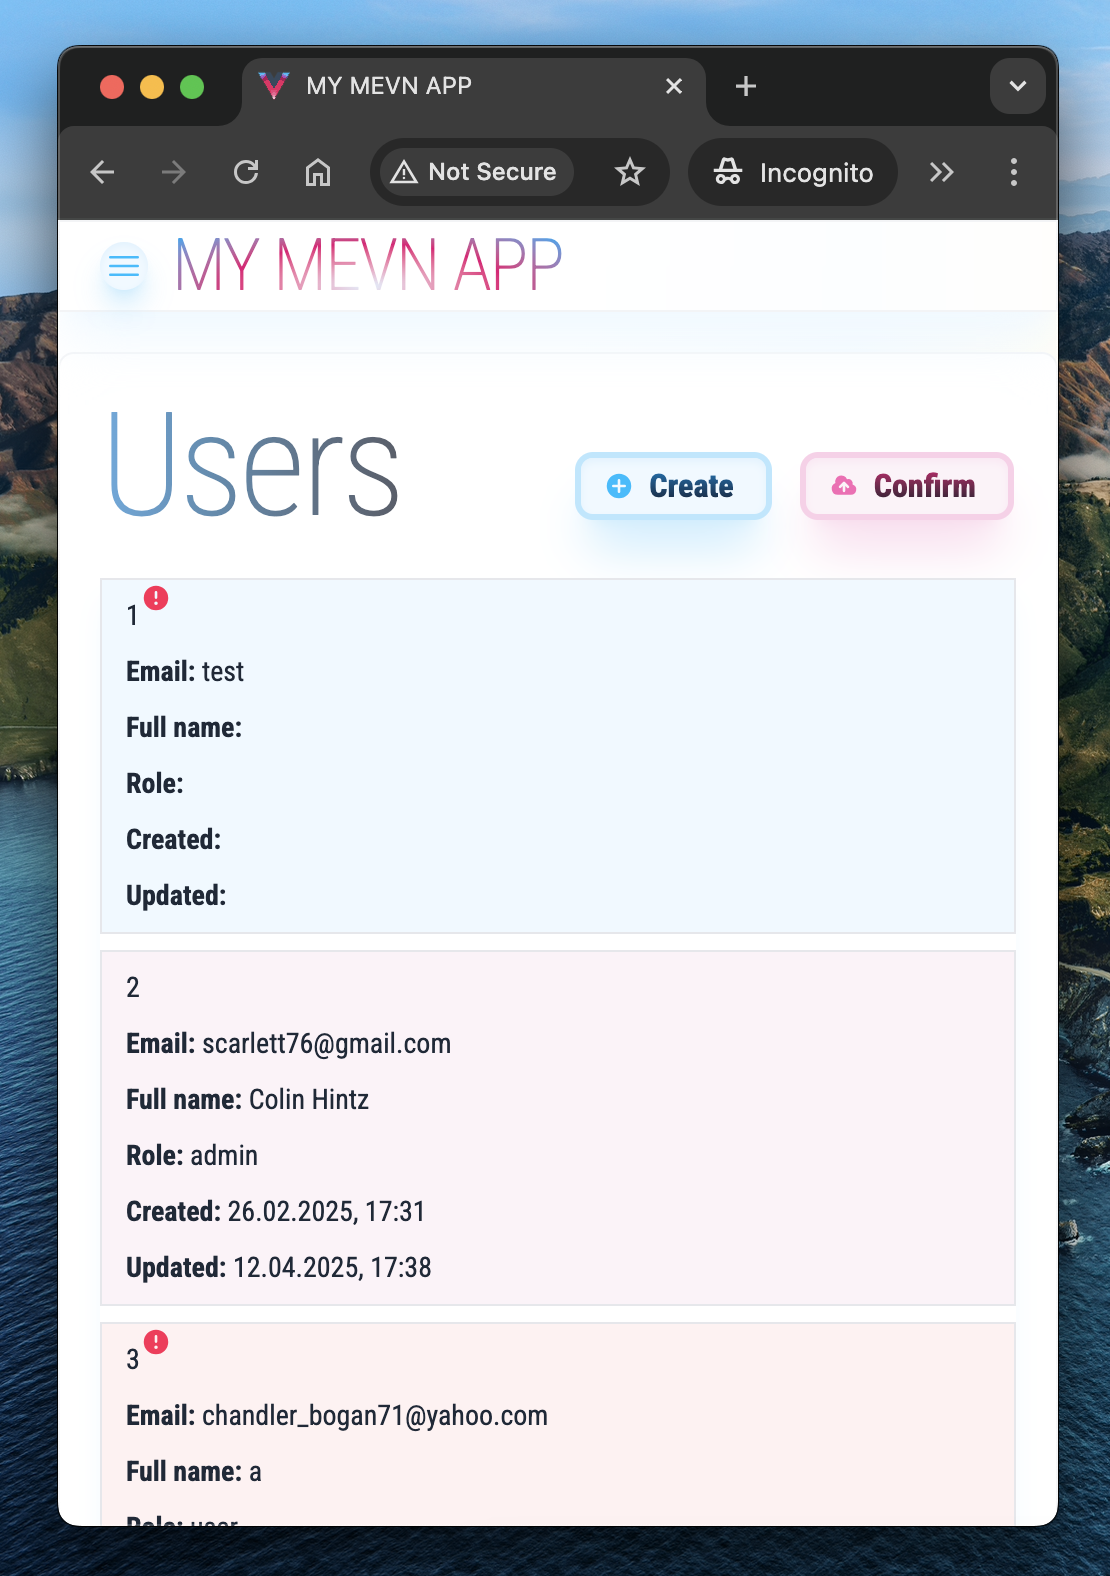 MY MEVN APP
Not Secure
Incognito
MY MEVN APP
Users
Create
Confirm
1
Email: test
Full name:
Role:
Created:
Updated:
2
Email: scarlett76@gmail.com
Full name: Colin Hintz
Role: admin
Created: 26.02.2025, 17:31
Updated: 12.04.2025, 17:38
3
Email: chandler_bogan71@yahoo.com
Full name: a
Role: user